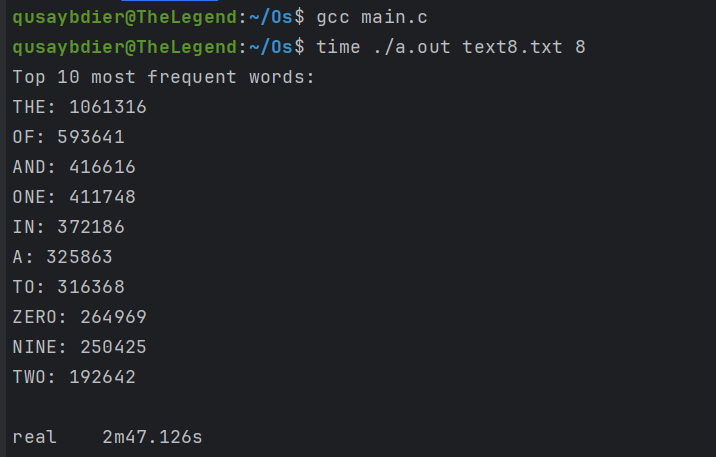 qusaybdier@TheLegend:~/Os$ gcc main.c
qusaybdier@TheLegend:~/Os$ time ./a.out text8.txt 8
Top 10 most frequent words:
THE: 1061316
OF: 593641
AND: 416616
ONE: 411748
IN: 372186
A: 325863
TO: 316368
ZERO: 264969
NINE: 250425
TWO: 192642
real    2m47.126s